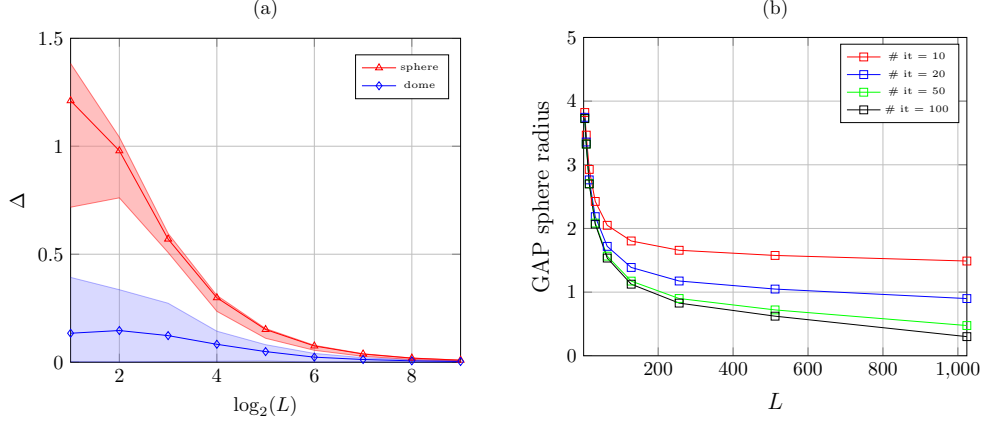 (a)
1.5
1
0.5
0
2
4
6
8
Δ
log₂(L)
sphere
dome
(b)
5
4
3
2
1
0
200
400
600
800
1,000
GAP sphere radius
L
# it = 10
# it = 20
# it = 50
# it = 100